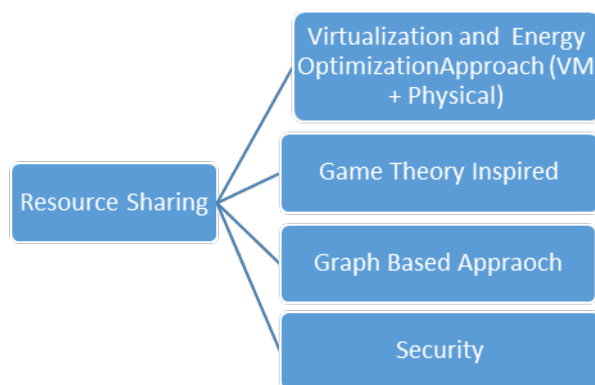 Virtualization and Energy
OptimizationApproach (VM
+ Physical)
Game Theory Inspired
Resource Sharing
Graph Based Appraoch
Security